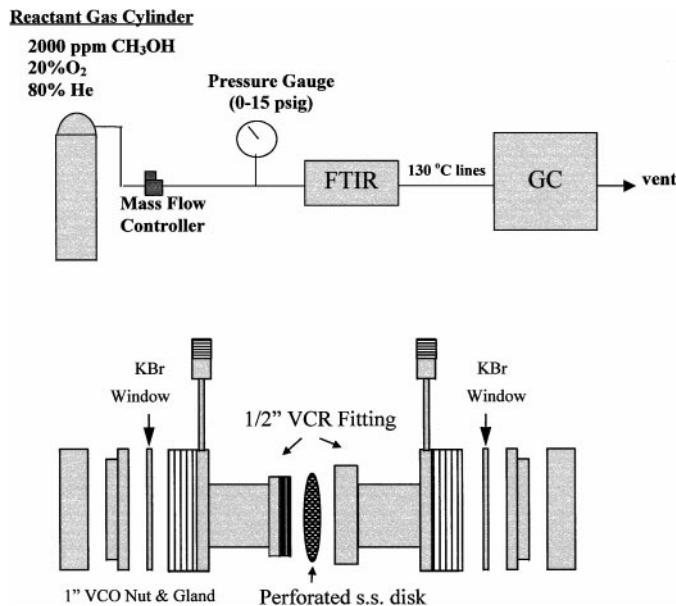 Reactant Gas Cylinder
2000 ppm CH₃OH
20%O₂
80% He
Pressure Gauge
(0-15 psig)
Mass Flow
Controller
FTIR
130 °C lines
GC
vent
KBr
Window
1/2” VCR Fitting
KBr
Window
1” VCO Nut & Gland
Perforated s.s. disk